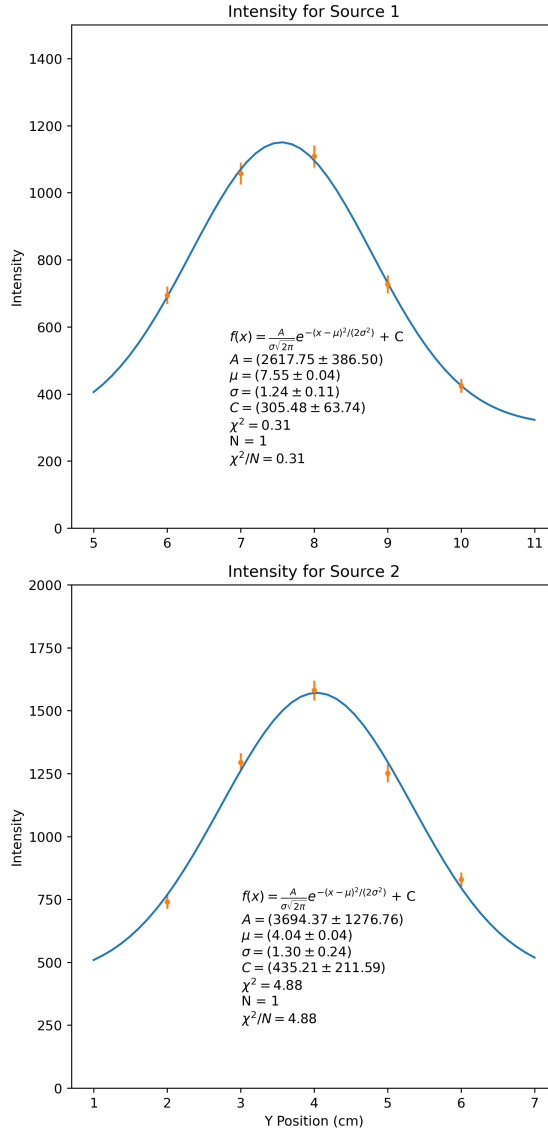 Intensity for Source 1
1400
1200
1000
800
600
400
200
0
Intensity
f(x) = A/(σ√2π) e^−(x − μ)²/(2σ²) + C
A = (2617.75 ± 386.50)
μ = (7.55 ± 0.04)
σ = (1.24 ± 0.11)
C = (305.48 ± 63.74)
χ² = 0.31
N = 1
χ²/N = 0.31
5 6 7 8 9 10 11
Intensity for Source 2
2000
1750
1500
1250
1000
750
500
250
0
Intensity
f(x) = A/(σ√2π) e^−(x − μ)²/(2σ²) + C
A = (3694.37 ± 1276.76)
μ = (4.04 ± 0.04)
σ = (1.30 ± 0.24)
C = (435.21 ± 211.59)
χ² = 4.88
N = 1
χ²/N = 4.88
1 2 3 4 5 6 7
Y Position (cm)